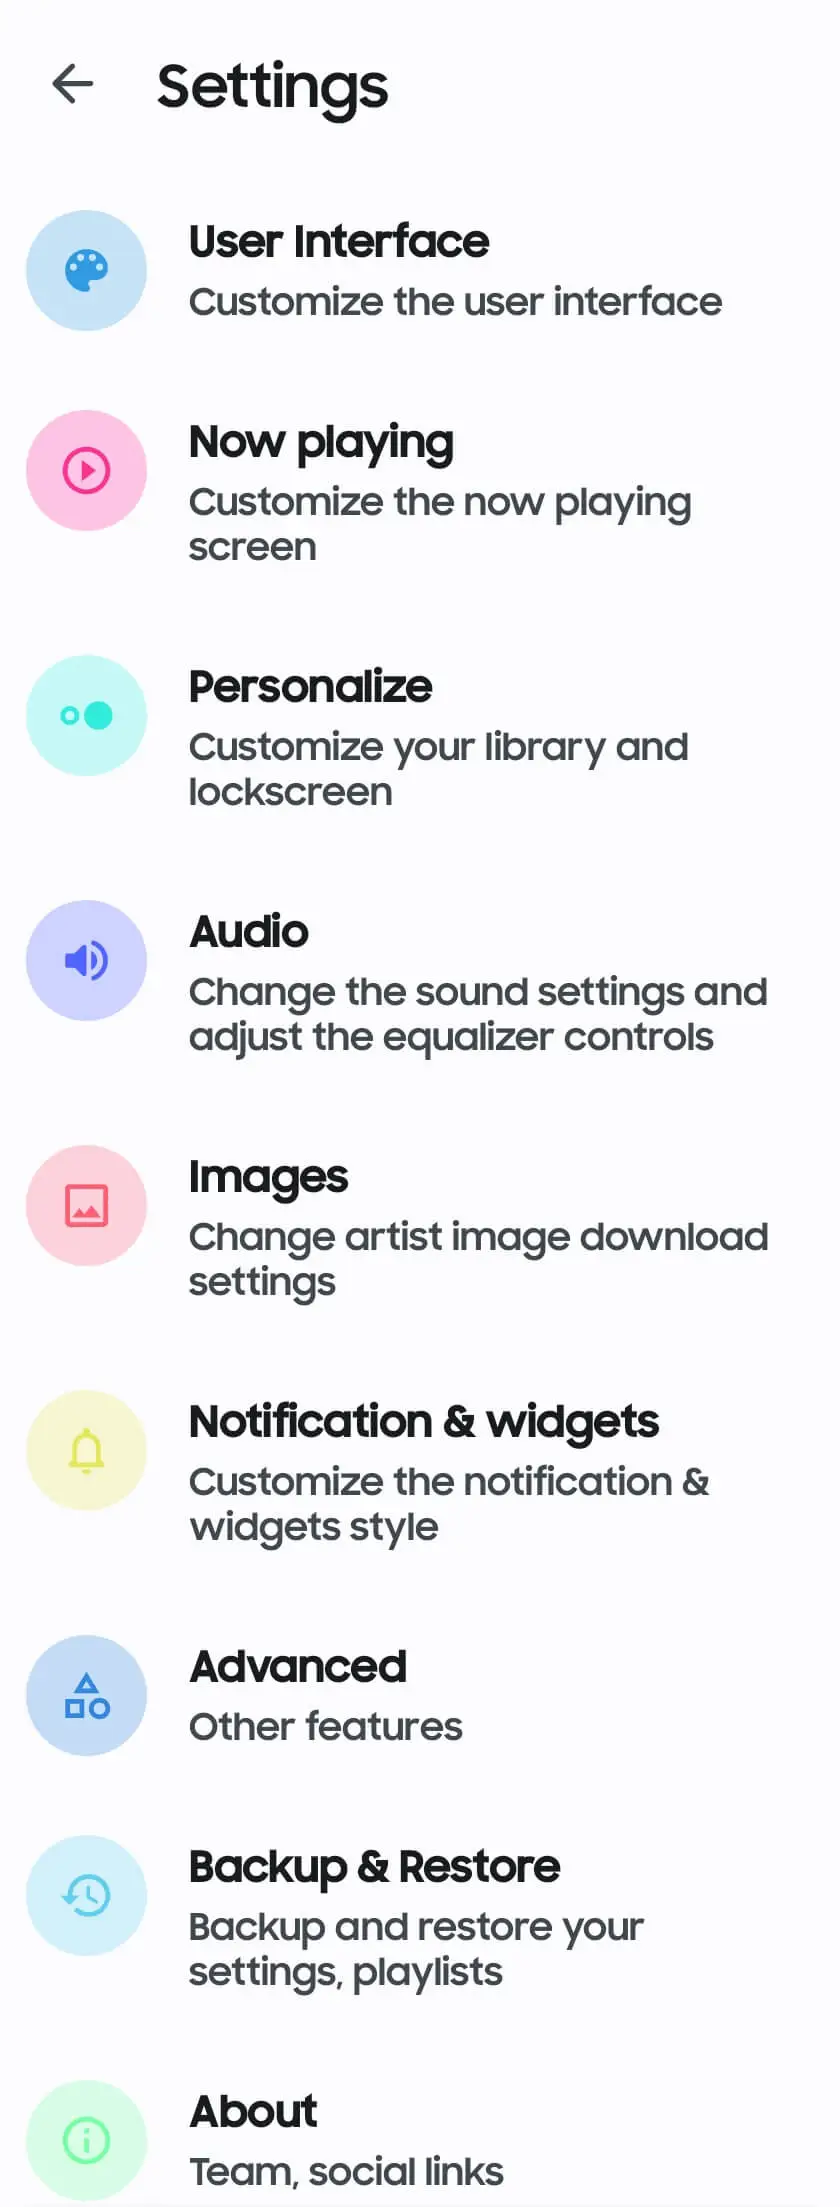 Settings
User Interface
Customize the user interface
Now playing
Customize the now playing
screen
Personalize
Customize your library and
lockscreen
Audio
Change the sound settings and
adjust the equalizer controls
Images
Change artist image download
settings
Notification & widgets
Customize the notification &
widgets style
Advanced
Other features
Backup & Restore
Backup and restore your
settings, playlists
About
Team, social links